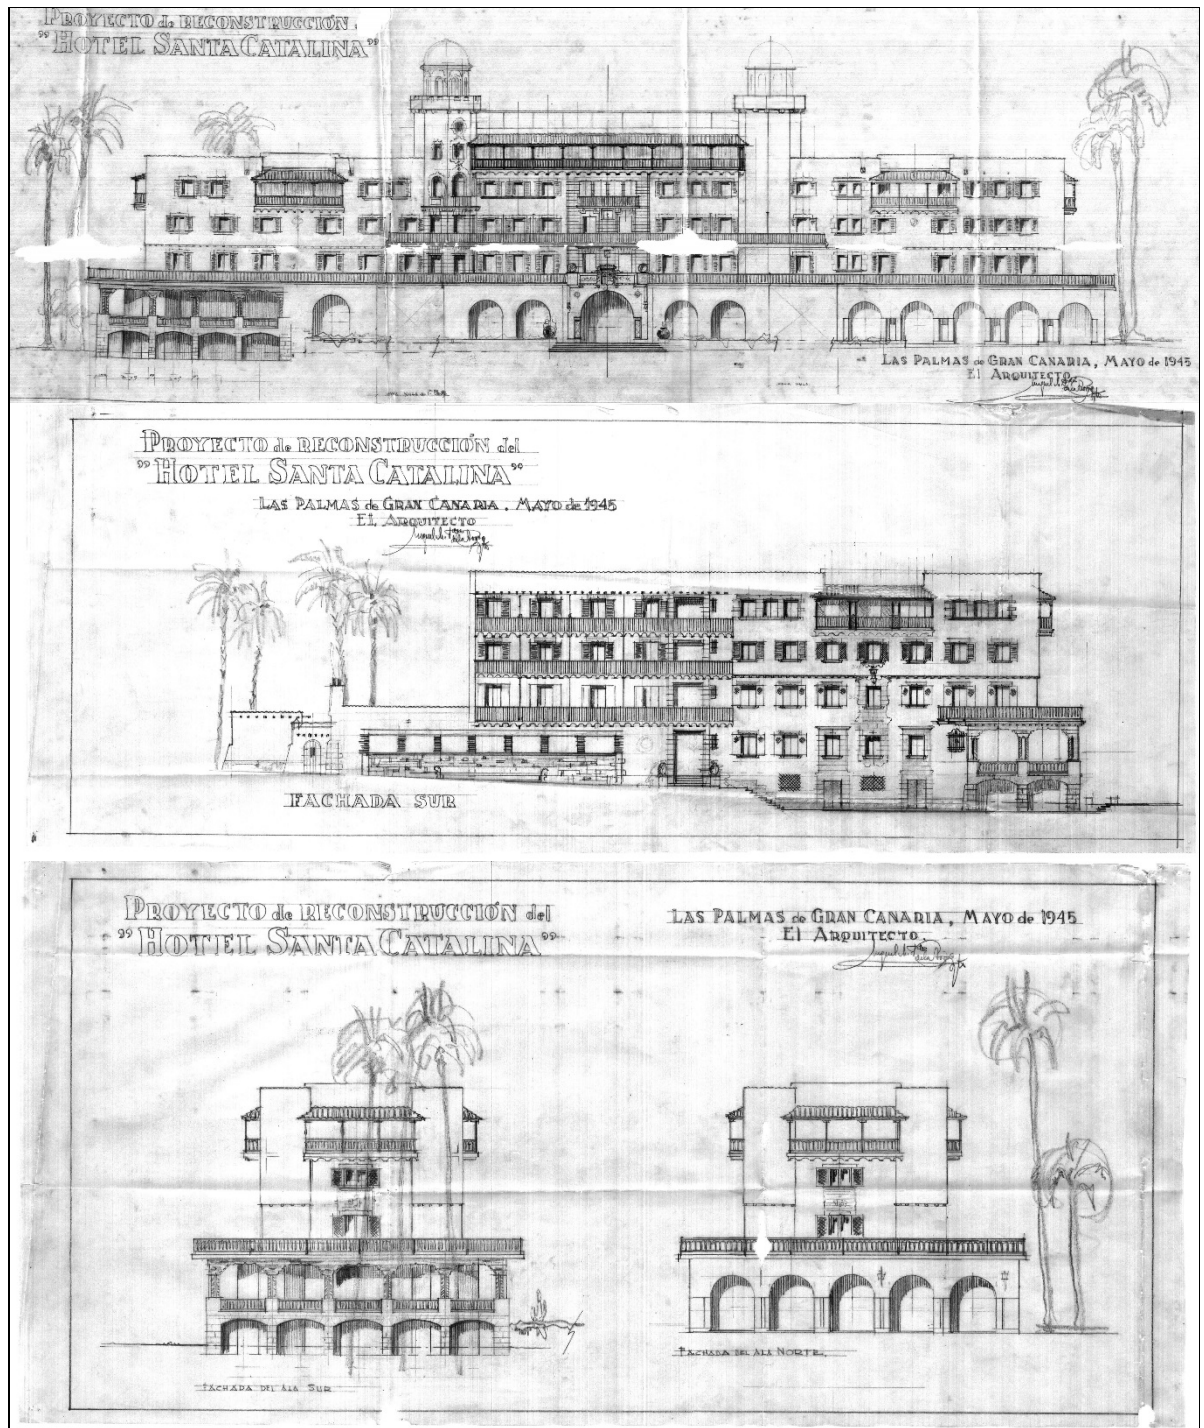 PROYECTO de RECONSTRUCCIÓN.
"HOTEL SANTA CATALINA"
LAS PALMAS de GRAN CANARIA, MAYO de 1945
El ARQUITECTO
PROYECTO de RECONSTRUCCIÓN del
"HOTEL SANTA CATALINA"
LAS PALMAS de GRAN CANARIA, MAYO de 1945
El ARQUITECTO
FACHADA SUR
PROYECTO de RECONSTRUCCIÓN del
"HOTEL SANTA CATALINA"
LAS PALMAS de GRAN CANARIA, MAYO de 1945
El ARQUITECTO
FACHADA DEL ALA SUR
FACHADA DEL ALA NORTE.